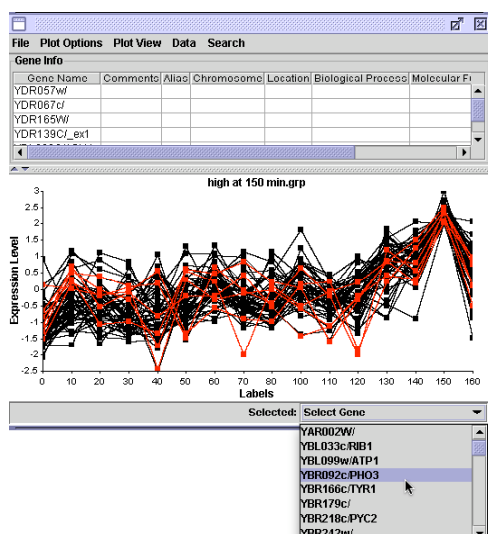 File Plot Options Plot View Data Search
Gene Info
Gene Name Comments Alias Chromosome Location Biological Process Molecular Fu
YDR057w/
YDR067c/
YDR165W/
YDR139C/_ex1
high at 150 min.grp
Expression Level
3
2.5
2
1.5
1
0.5
0
-0.5
-1
-1.5
-2
-2.5
0 10 20 30 40 50 60 70 80 90 100 110 120 130 140 150 160
Labels
Selected: Select Gene
YAR002W/
YBL033c/RIB1
YBL099w/ATP1
YBR092c/PHO3
YBR166c/TYR1
YBR179c/
YBR218c/PYC2
YBR242w/